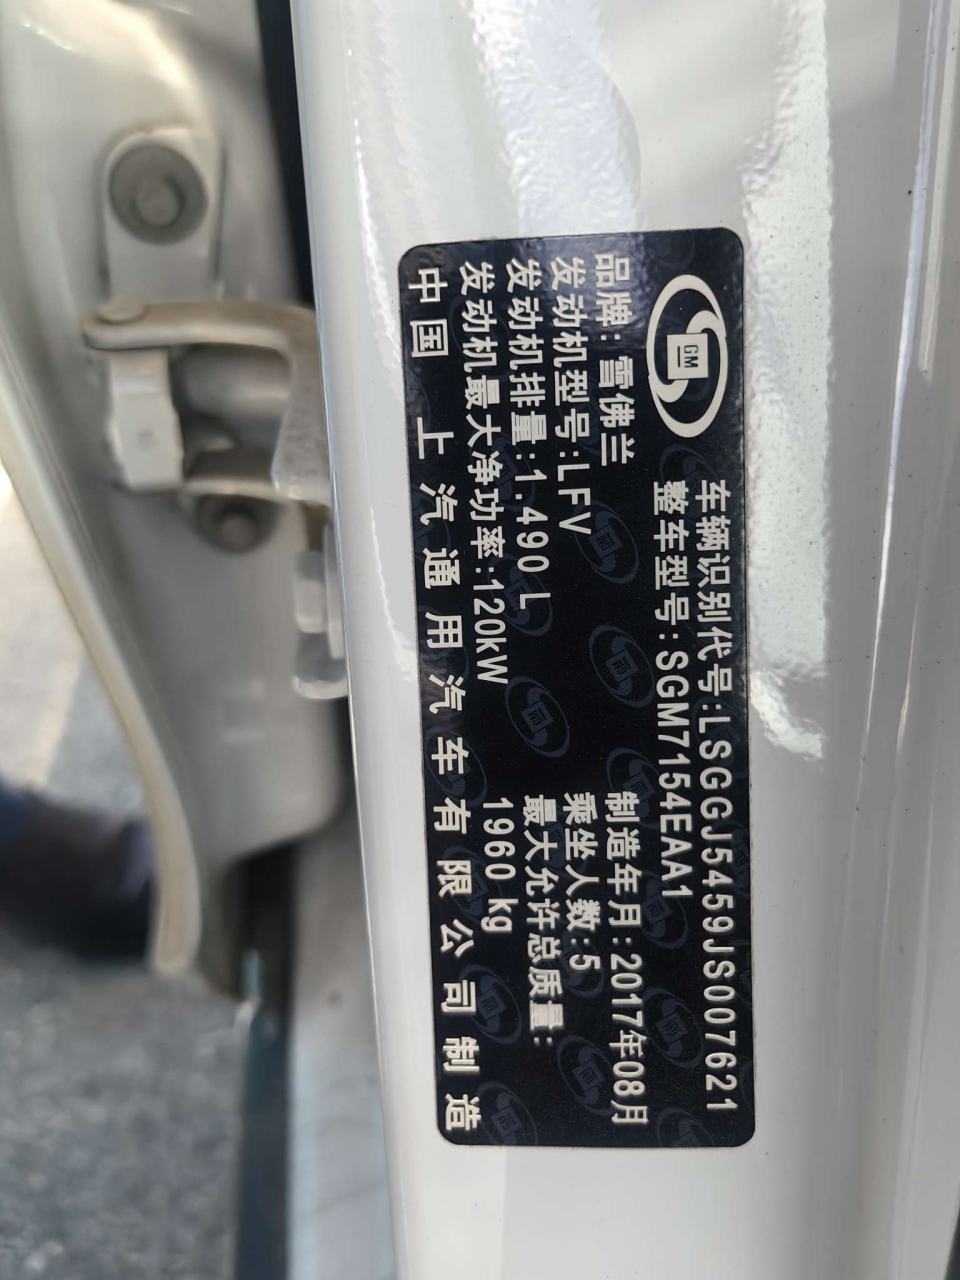 GM
车辆识别代号:LSGGJ5459JS007621
整车型号:SGM7154EAA1
品牌:雪佛兰
制造年月:2017年08月
发动机型号:LFV
乘坐人数:5
发动机排量:1.490 L
最大允许总质量:
发动机最大净功率:120kW
1960 kg
中国 上汽通用汽车有限公司制造